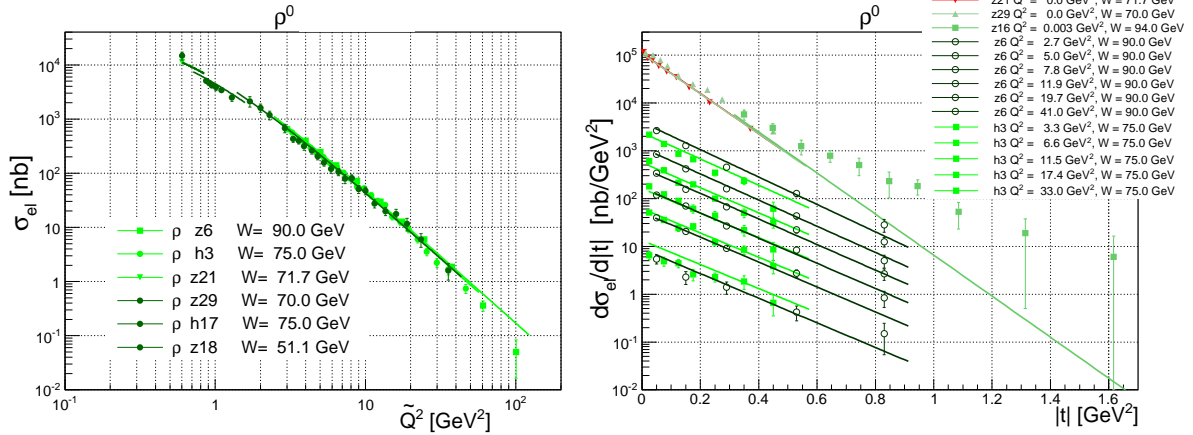 ρ⁰
σ_el [nb]
10⁴
10³
10²
10
1
10⁻¹
10⁻²
ρ z6 W= 90.0 GeV
ρ h3 W= 75.0 GeV
ρ z21 W= 71.7 GeV
ρ z29 W= 70.0 GeV
ρ h17 W= 75.0 GeV
ρ z18 W= 51.1 GeV
10⁻¹ 1 10 10²
Q̃² [GeV²]
ρ⁰
dσ_el/d|t| [nb/GeV²]
10⁵
10⁴
10³
10²
10
1
10⁻¹
10⁻²
z21 Q² = 0.0 GeV², W = 71.7 GeV
z29 Q² = 0.0 GeV², W = 70.0 GeV
z16 Q² = 0.003 GeV², W = 94.0 GeV
z6 Q² = 2.7 GeV², W = 90.0 GeV
z6 Q² = 5.0 GeV², W = 90.0 GeV
z6 Q² = 7.8 GeV², W = 90.0 GeV
z6 Q² = 11.9 GeV², W = 90.0 GeV
z6 Q² = 19.7 GeV², W = 90.0 GeV
z6 Q² = 41.0 GeV², W = 90.0 GeV
h3 Q² = 3.3 GeV², W = 75.0 GeV
h3 Q² = 6.6 GeV², W = 75.0 GeV
h3 Q² = 11.5 GeV², W = 75.0 GeV
h3 Q² = 17.4 GeV², W = 75.0 GeV
h3 Q² = 33.0 GeV², W = 75.0 GeV
0 0.2 0.4 0.6 0.8 1 1.2 1.4 1.6
|t| [GeV²]